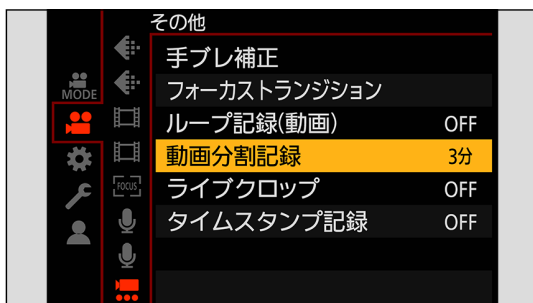 その他
MODE
手ブレ補正
フォーカストランジション
ループ記録(動画) OFF
動画分割記録 3分
FOCUS
ライブクロップ OFF
タイムスタンプ記録 OFF